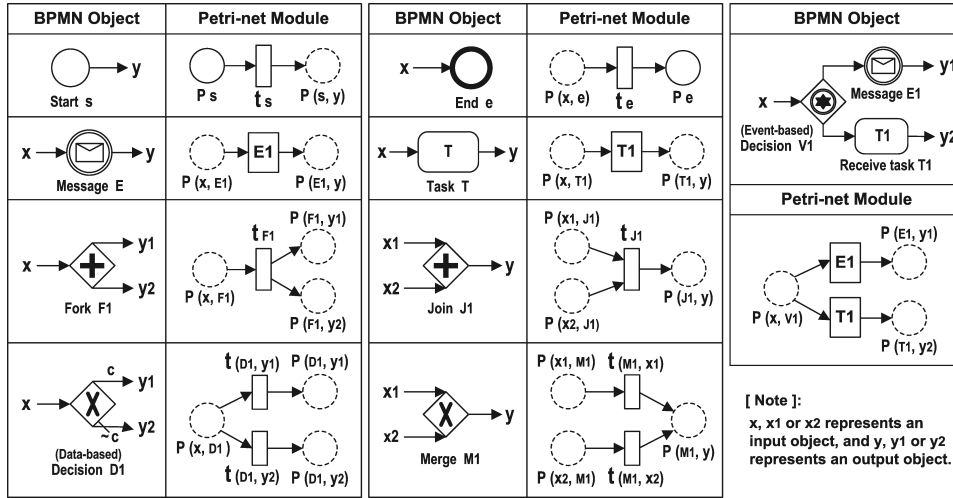 BPMN Object
Petri-net Module
y
Start s
P s
t s
P (s, y)
x
y
Message E
E1
P (x, E1)
P (E1, y)
x
y1
y2
Fork F1
t F1
P (F1, y1)
P (x, F1)
P (F1, y2)
x
c
y1
X
~c
y2
(Data-based)
Decision D1
t (D1, y1)
P (D1, y1)
P (x, D1)
t (D1, y2)
P (D1, y2)
BPMN Object
Petri-net Module
x
End e
P (x, e)
t e
P e
x
T
y
Task T
T1
P (x, T1)
P (T1, y)
x1
x2
y
Join J1
P (x1, J1)
t J1
P (x2, J1)
P (J1, y)
x1
X
y
x2
Merge M1
P (x1, M1)
t (M1, x1)
P (M1, y)
P (x2, M1)
t (M1, x2)
BPMN Object
y1
Message E1
x
(Event-based)
Decision V1
T1
y2
Receive task T1
Petri-net Module
P (E1, y1)
E1
P (x, V1)
T1
P (T1, y2)
[ Note ]:
x, x1 or x2 represents an
input object, and y, y1 or y2
represents an output object.